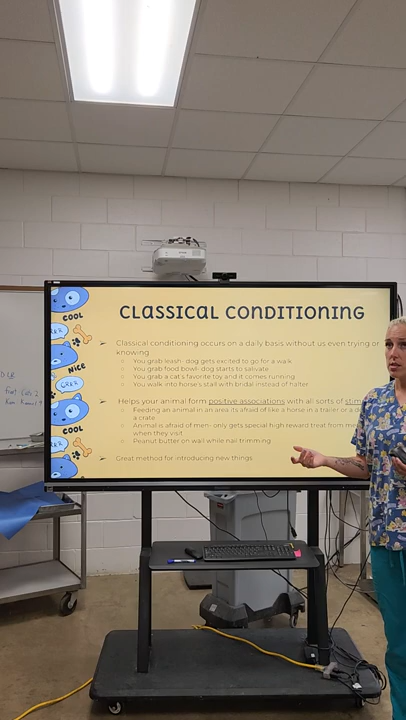 CLASSICAL CONDITIONING
COOL
GRRR
NICE
GRRR
COOL
GRRR
➤ Classical conditioning occurs on a daily basis without us even trying or
knowing
○ You grab leash- dog gets excited to go for a walk
○ You grab food bowl- dog starts to salivate
○ You grab a cat's favorite toy and it comes running
○ You walk into horse's stall with bridal instead of halter
➤ Helps your animal form positive associations with all sorts of
○ Feeding an animal in an area its afraid of like a horse in a trailer or a
a crate
○ Animal is afraid of men- only gets special high reward treat from
when they visit
○ Peanut butter on wall while nail trimming
➤ Great method for introducing new things